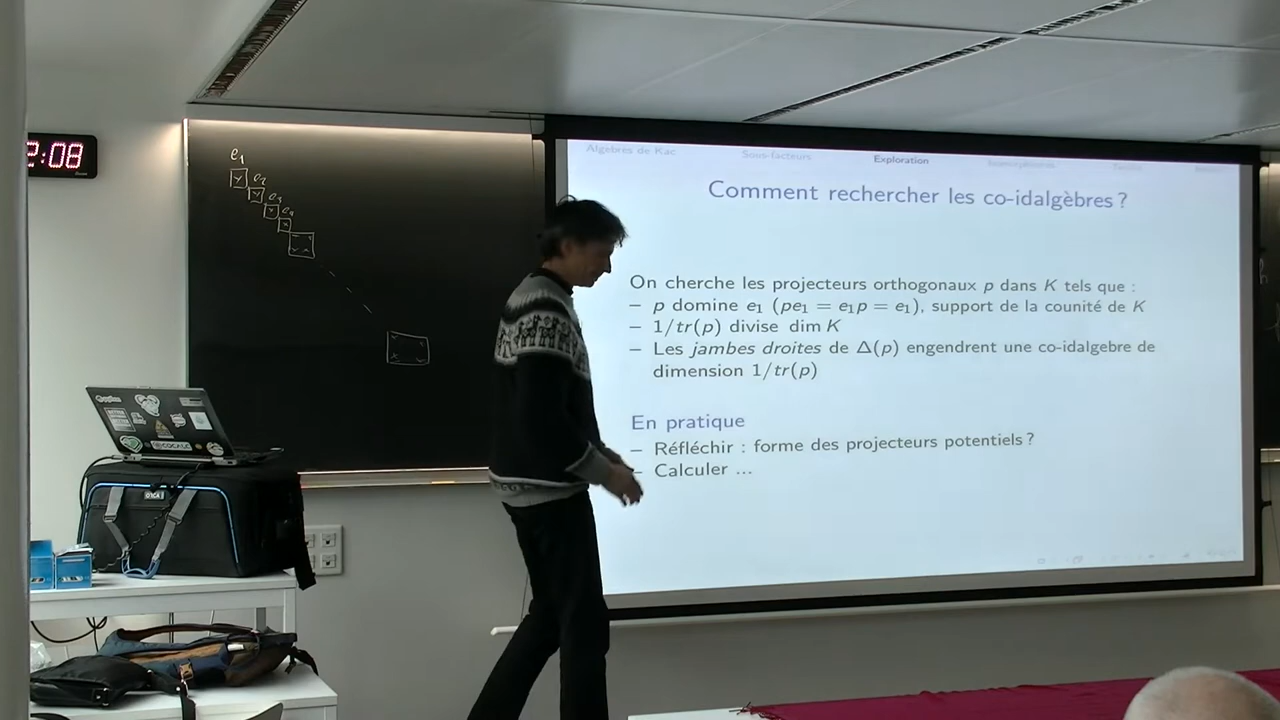 2:08
e1
e2
e3
e4
Algèbres de Kac Sous-facteurs Exploration
Comment rechercher les co-idalgèbres ?
On cherche les projecteurs orthogonaux p dans K tels que :
– p domine e₁ (pe₁ = e₁p = e₁), support de la counité de K
– 1/tr(p) divise dim K
– Les jambes droites de Δ(p) engendrent une co-idalgebre de
dimension 1/tr(p)
En pratique
– Réfléchir : forme des projecteurs potentiels ?
– Calculer ...